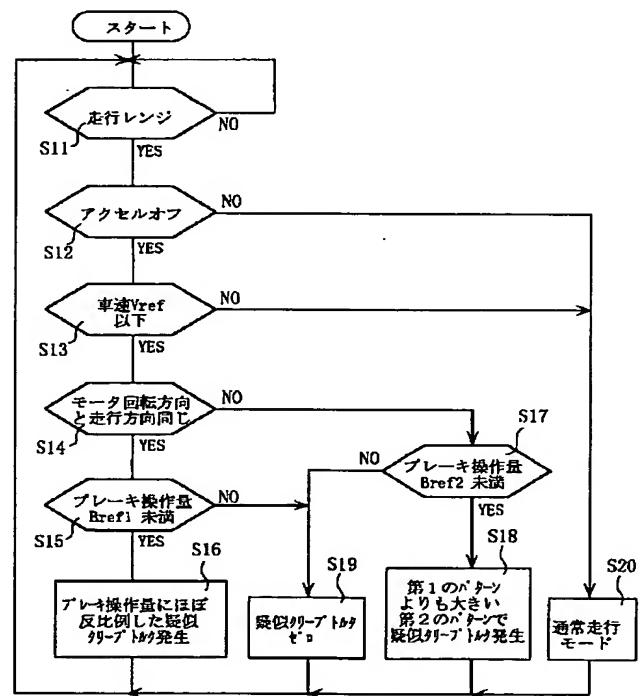 スタート
走行レンジ
NO
S11
YES
アクセルオフ
NO
S12
YES
車速Vref
以下
NO
S13
YES
モータ回転方向
と走行方向同じ
NO
S14
YES
S17
ブレーキ操作量
Bref2 未満
NO
YES
ブレーキ操作量
Bref1 未満
NO
S15
YES
S16
ブレーキ操作量にほぼ
反比例した疑似
クリープトルク発生
S19
疑似クリープトルク
ゼロ
S18
第1のパターン
よりも大きい
第2のパターンで
疑似クリープトルク発生
S20
通常走行
モード